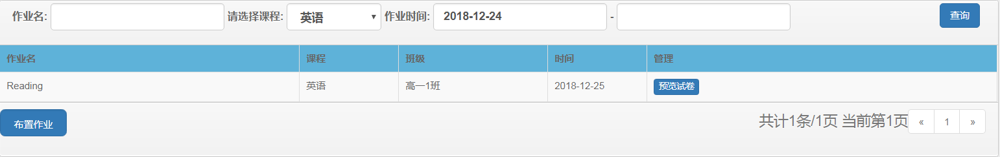 作业名: 请选择课程: 英语 作业时间: 2018-12-24 - 查询
作业名 课程 班级 时间 管理
Reading 英语 高一1班 2018-12-25 预览试卷
布置作业 共计1条/1页 当前第1页 « 1 »